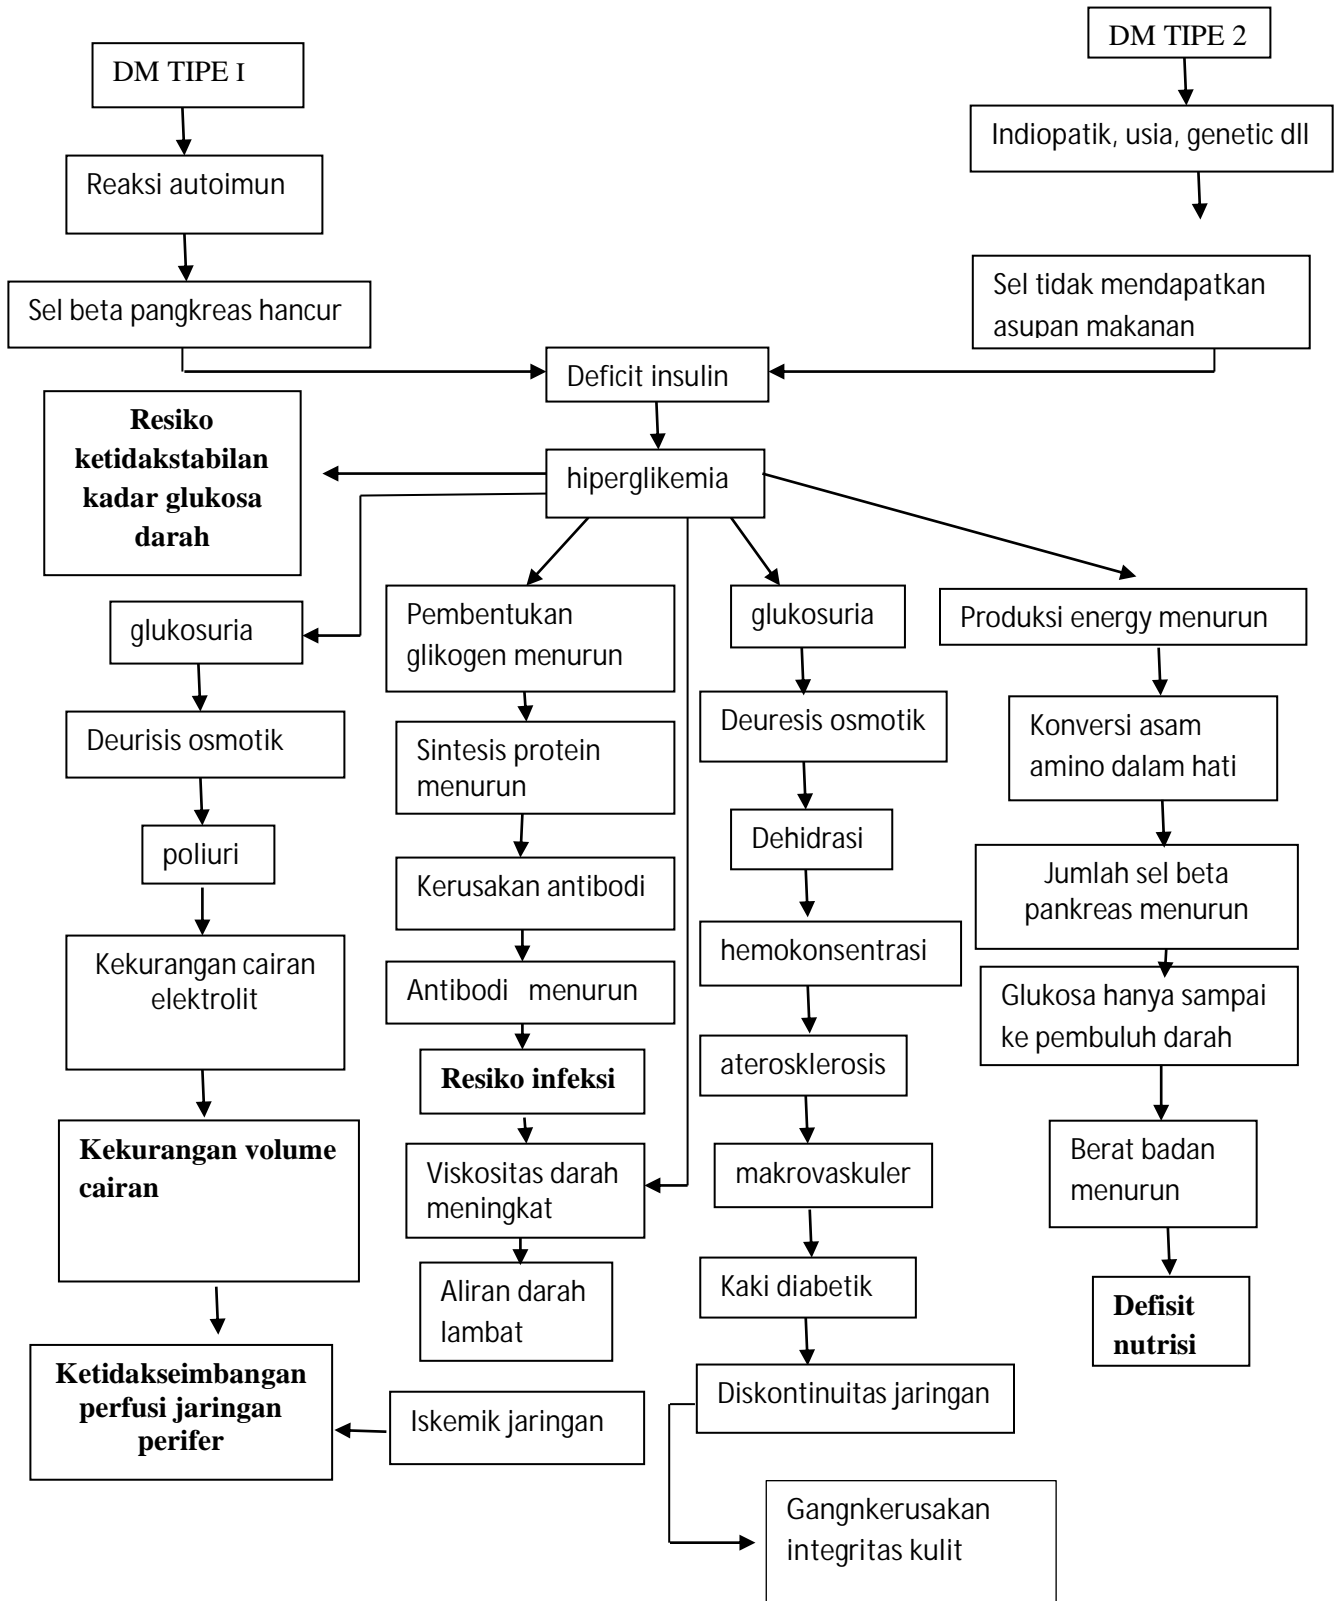 DM TIPE 2
DM TIPE I
Indiopatik, usia, genetic dll
Reaksi autoimun
Sel tidak mendapatkan
asupan makanan
Sel beta pangkreas hancur
Deficit insulin
Resiko
ketidakstabilan
kadar glukosa
darah
hiperglikemia
glukosuria
Pembentukan
glikogen menurun
glukosuria
Produksi energy menurun
Deurisis osmotik
Sintesis protein
menurun
Deuresis osmotik
Konversi asam
amino dalam hati
poliuri
Kerusakan antibodi
Dehidrasi
Jumlah sel beta
pankreas menurun
Kekurangan cairan
elektrolit
Antibodi menurun
hemokonsentrasi
Glukosa hanya sampai
ke pembuluh darah
Resiko infeksi
aterosklerosis
Kekurangan volume
cairan
Viskositas darah
meningkat
makrovaskuler
Berat badan
menurun
Aliran darah
lambat
Kaki diabetik
Defisit
nutrisi
Ketidakseimbangan
perfusi jaringan
perifer
Iskemik jaringan
Diskontinuitas jaringan
Gangnkerusakan
integritas kulit